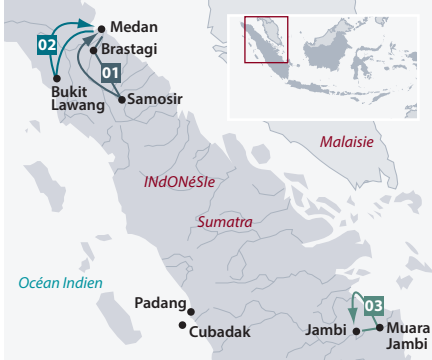 Medan
02
Brastagi
01
Bukit
Lawang
Samosir
Malaisie
INdONéSIe
Sumatra
Océan Indien
Padang
03
Cubadak
Jambi
Muara
Jambi